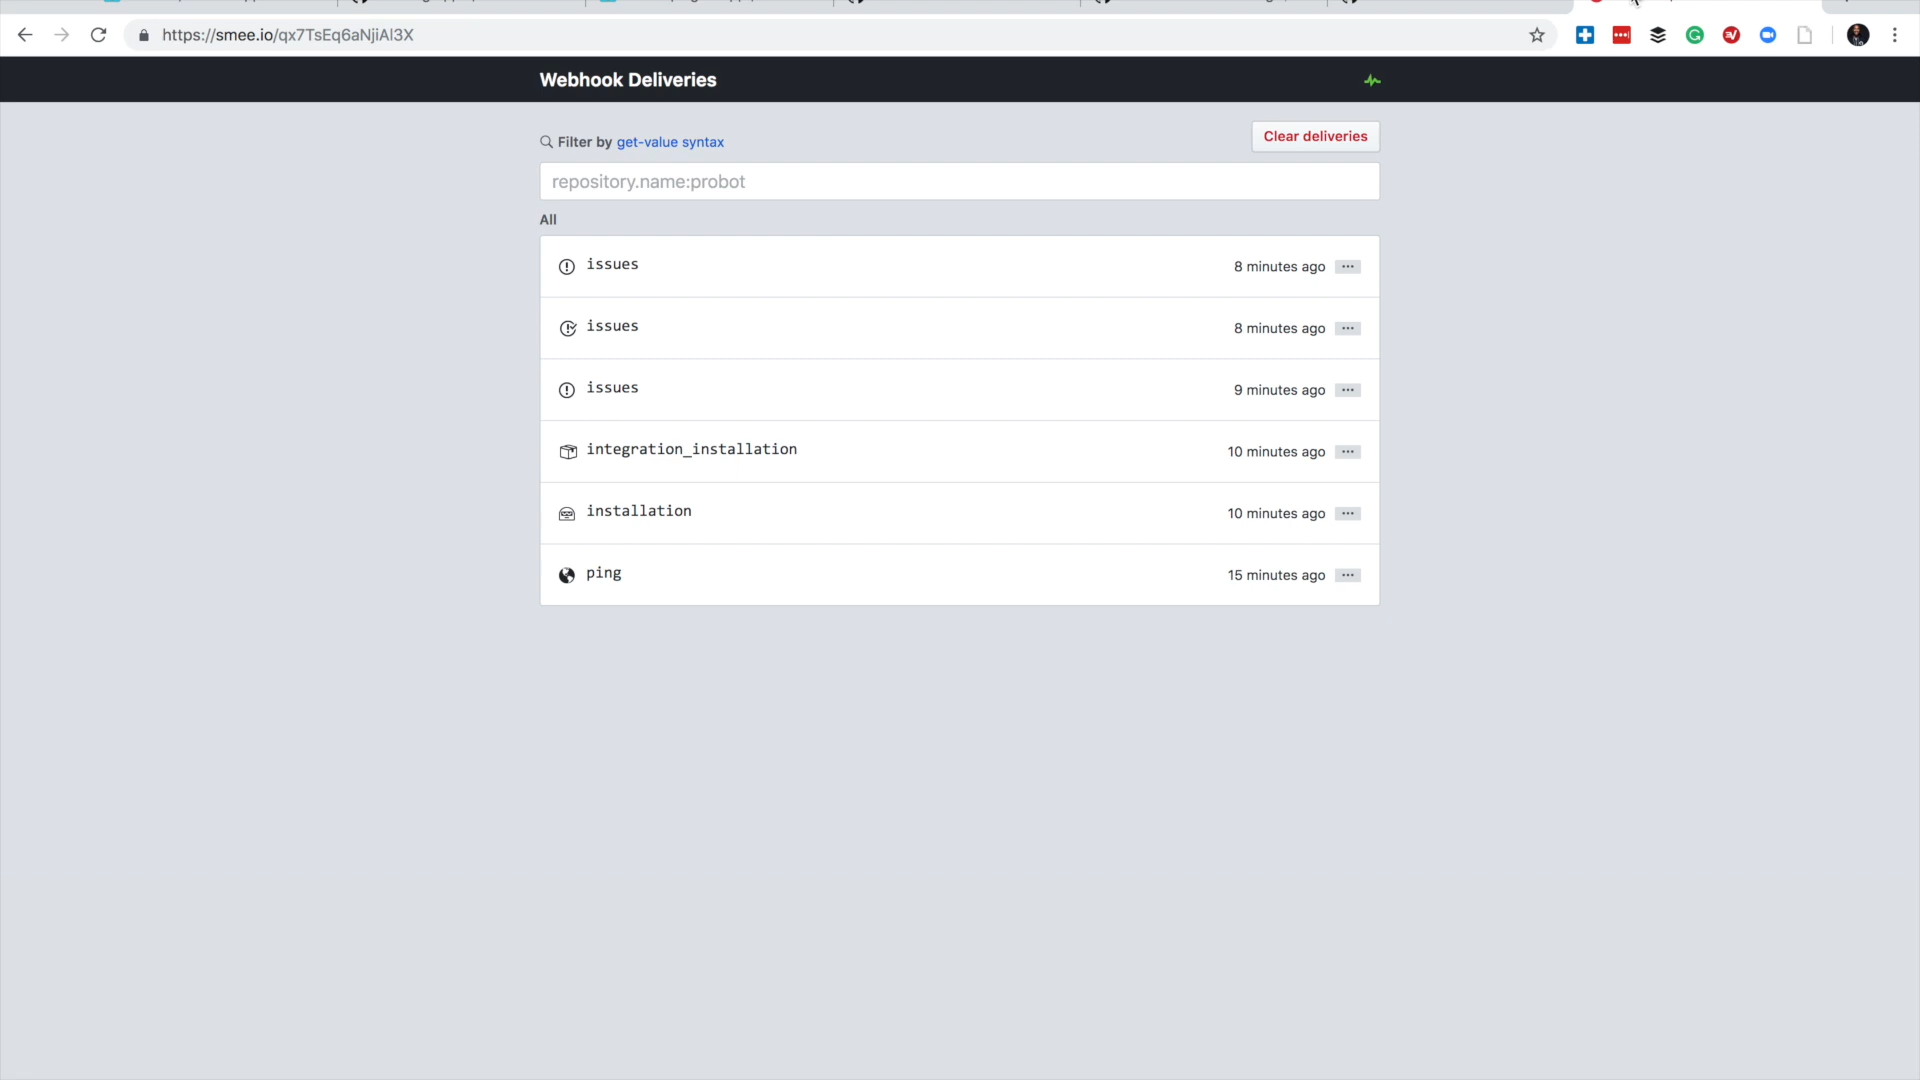 https://smee.io/qx7TsEq6aNjiAl3X
Webhook Deliveries
Filter by get-value syntax
Clear deliveries
repository.name:probot
All
issues 8 minutes ago
issues 8 minutes ago
issues 9 minutes ago
integration_installation 10 minutes ago
installation 10 minutes ago
ping 15 minutes ago